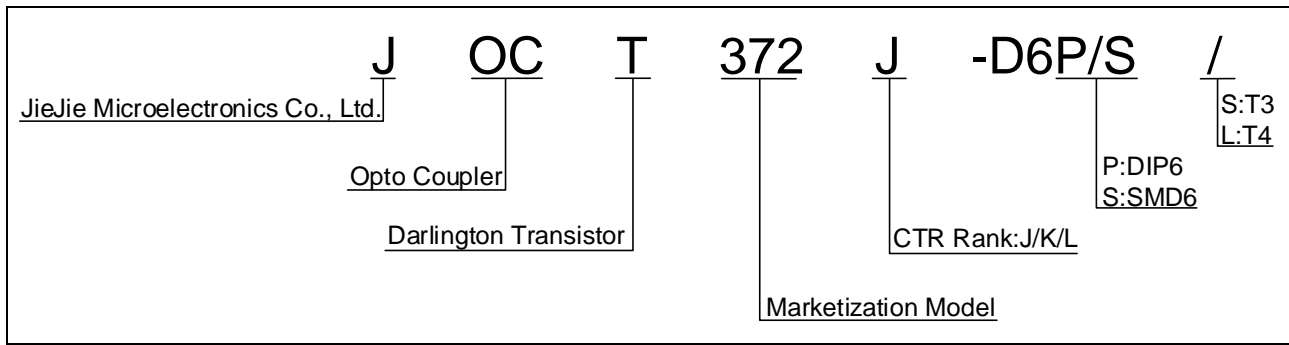 J OC T 372 J -D6P/S /
JieJie Microelectronics Co., Ltd.
S:T3
L:T4
Opto Coupler
P:DIP6
S:SMD6
Darlington Transistor
CTR Rank:J/K/L
Marketization Model